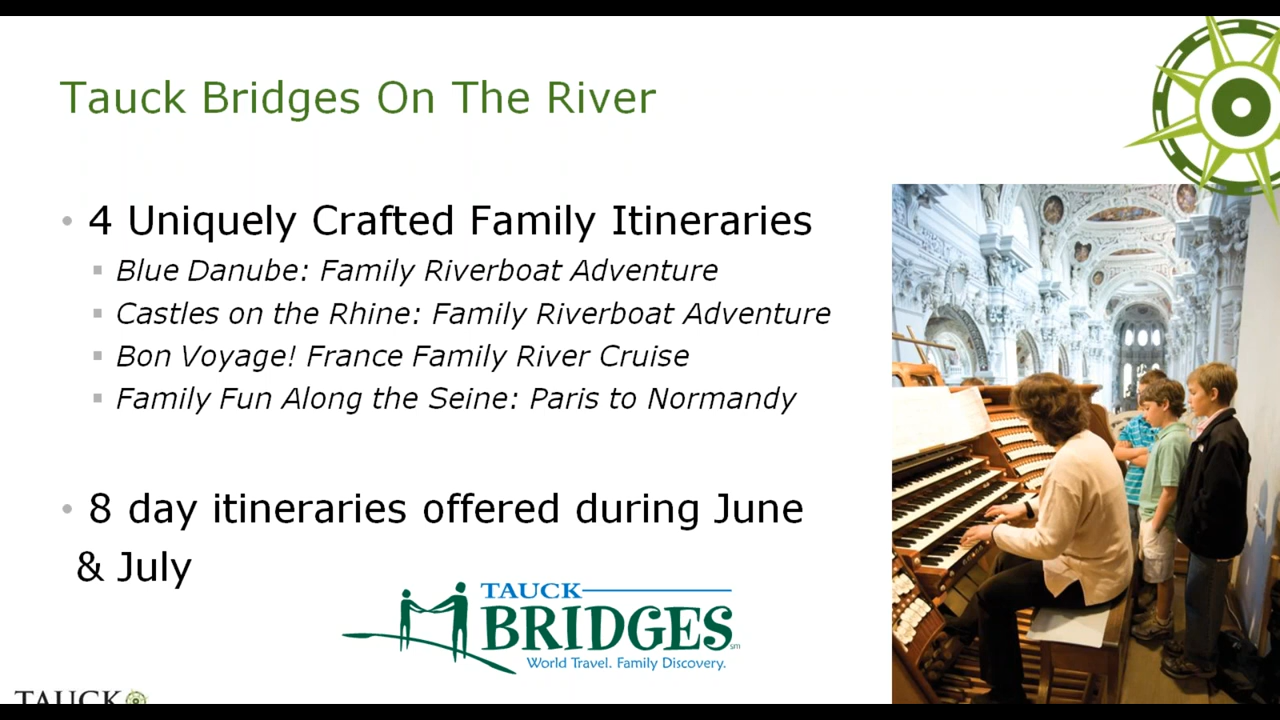 Tauck Bridges On The River
• 4 Uniquely Crafted Family Itineraries
▪ Blue Danube: Family Riverboat Adventure
▪ Castles on the Rhine: Family Riverboat Adventure
▪ Bon Voyage! France Family River Cruise
▪ Family Fun Along the Seine: Paris to Normandy
• 8 day itineraries offered during June
& July
TAUCK
BRIDGES℠
World Travel. Family Discovery.
TAUCK